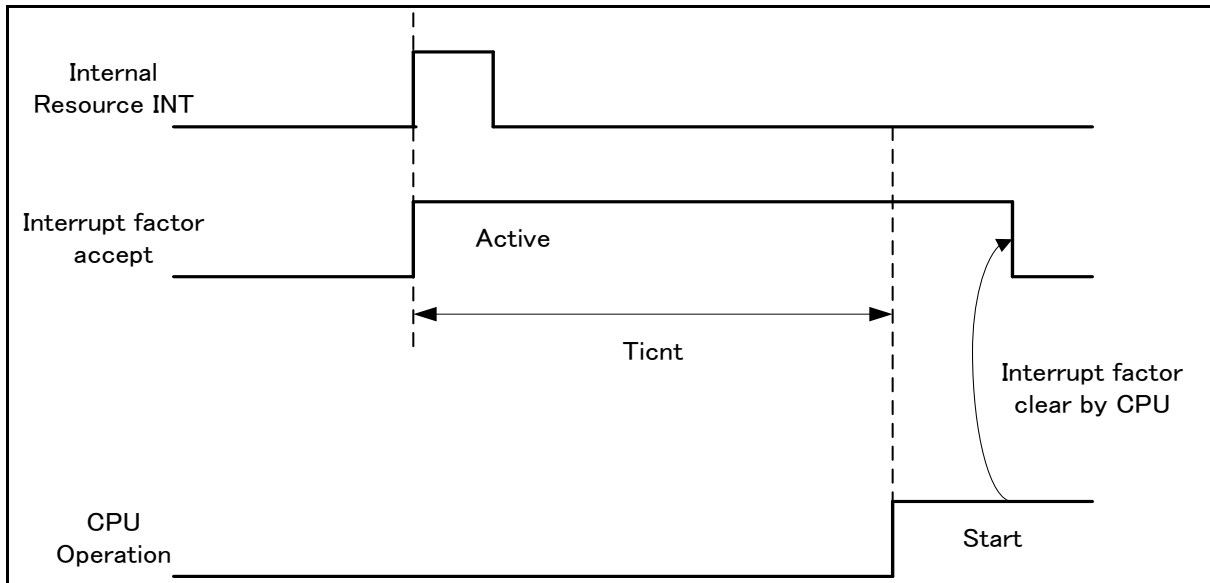 Internal
Resource INT
Interrupt factor
accept
Active
Ticnt
Interrupt factor
clear by CPU
CPU
Operation
Start